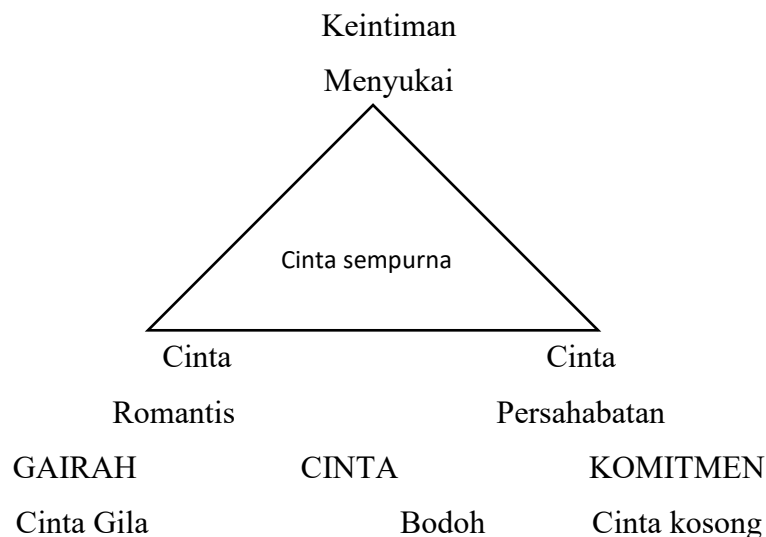 Keintiman
Menyukai
Cinta sempurna
Cinta Cinta
Romantis Persahabatan
GAIRAH CINTA KOMITMEN
Cinta Gila Bodoh Cinta kosong